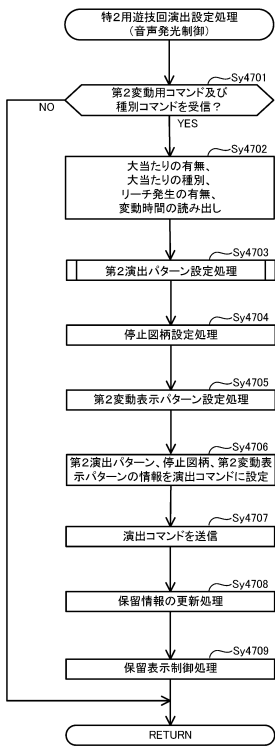 特2用遊技回演出設定処理
（音声発光制御）
Sy4701
第2変動用コマンド及び
種別コマンドを受信？
NO
YES
Sy4702
大当たりの有無、
大当たりの種別、
リーチ発生の有無、
変動時間の読み出し
Sy4703
第2演出パターン設定処理
Sy4704
停止図柄設定処理
Sy4705
第2変動表示パターン設定処理
Sy4706
第2演出パターン、停止図柄、第2変動表
示パターンの情報を演出コマンドに設定
Sy4707
演出コマンドを送信
Sy4708
保留情報の更新処理
Sy4709
保留表示制御処理
RETURN